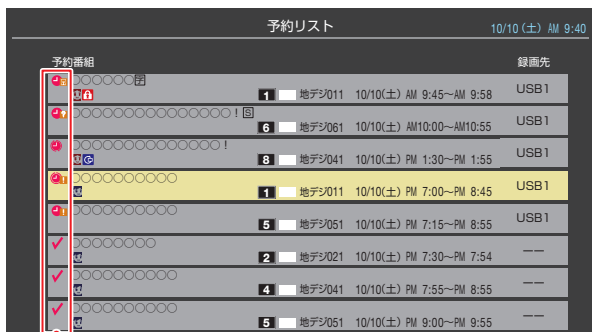 予約リスト
10/10(土) AM 9:40
予約番組 録画先
○○○○○○字
1 地デジ011 10/10(土) AM 9:45~AM 9:58 USB1
○○○○○○○○○○○○○○○!S
6 地デジ061 10/10(土) AM10:00~AM10:55 USB1
○○○○○○○○○○○○○○!
8 地デジ041 10/10(土) PM 1:30~PM 1:55 USB1
○○○○○○○○○○
1 地デジ011 10/10(土) PM 7:00~PM 8:45 USB1
○○○○○○○○○○
5 地デジ051 10/10(土) PM 7:15~PM 8:55 USB1
○○○○○○○○
2 地デジ021 10/10(土) PM 7:30~PM 7:54 ーー
○○○○○○○○○○
4 地デジ041 10/10(土) PM 7:55~PM 8:55 ーー
○○○○○○○○○○
5 地デジ051 10/10(土) PM 9:00~PM 9:55 ーー